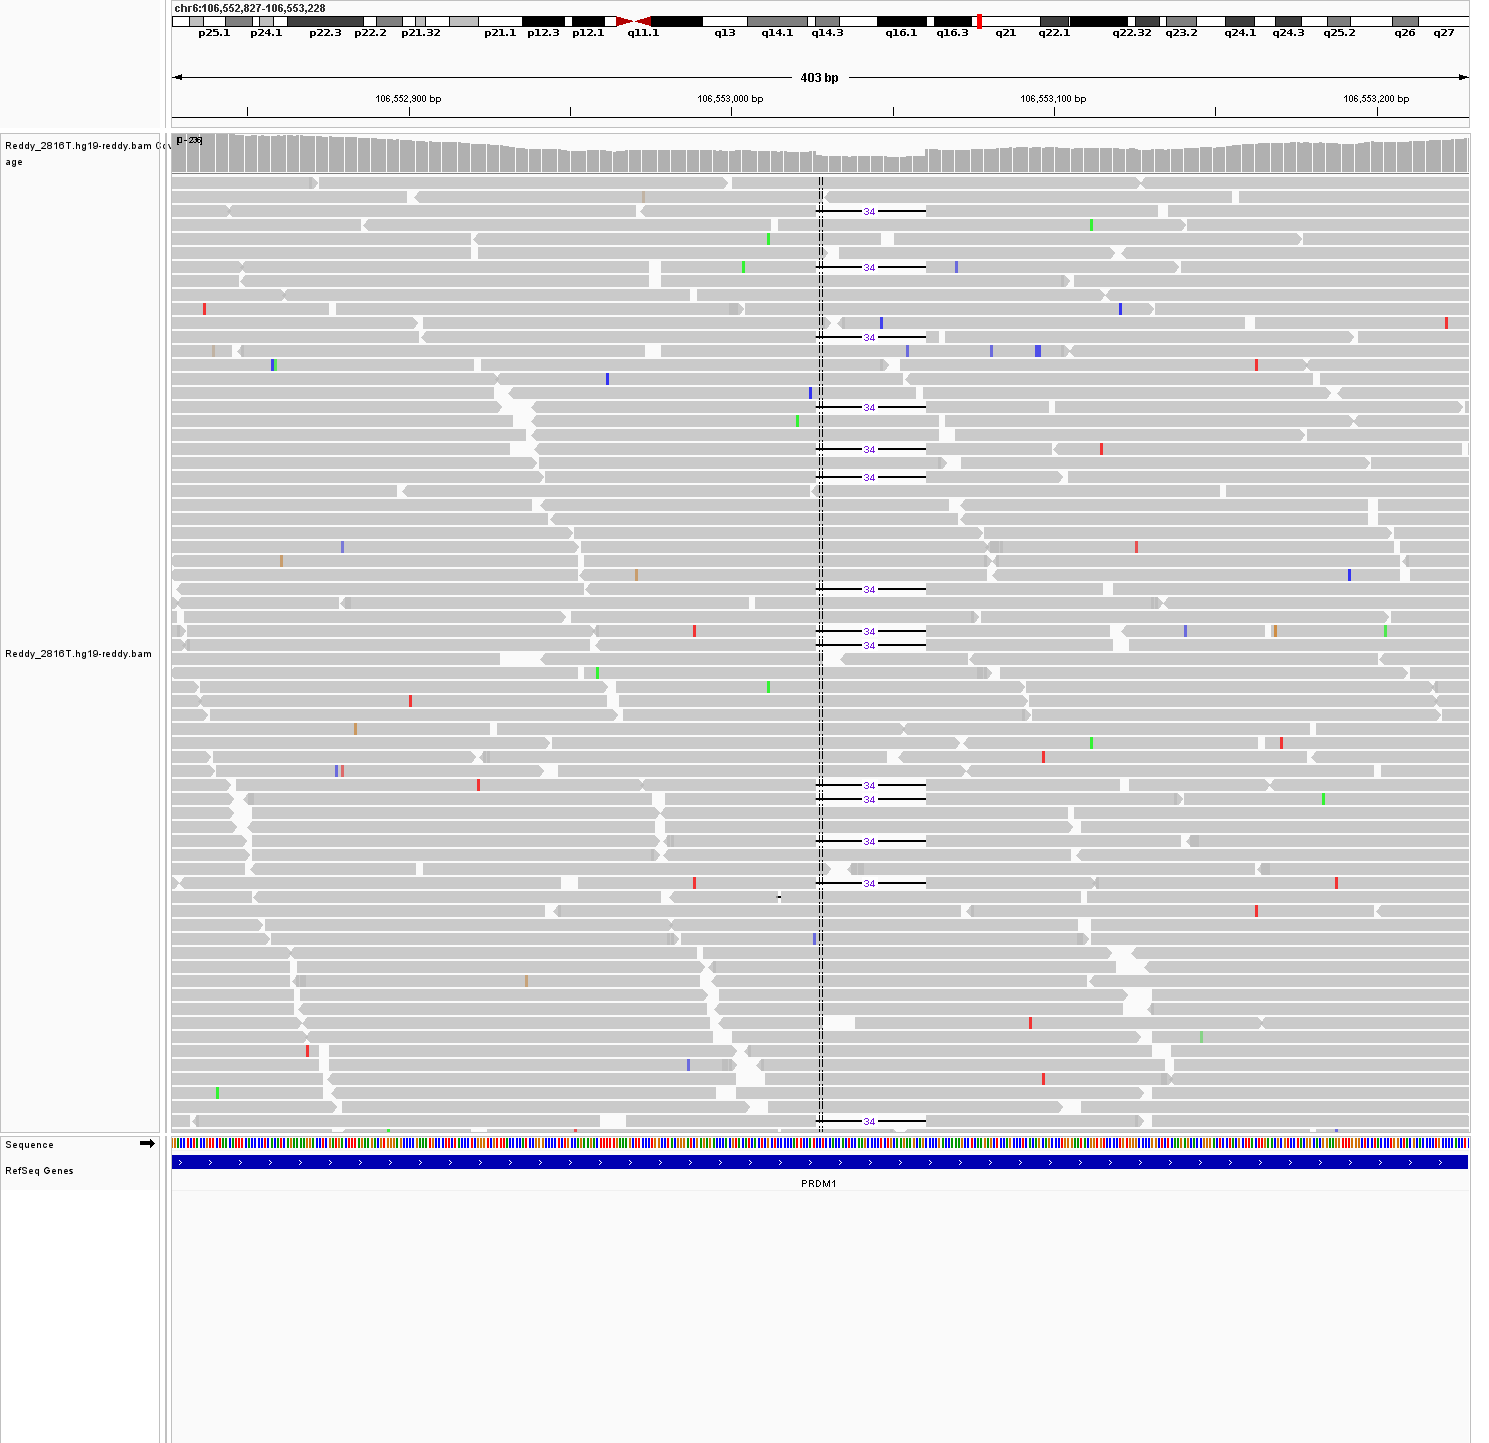 chr6:106,552,827-106,553,228
p25.1 p24.1 p22.3 p22.2 p21.32 p21.1 p12.3 p12.1 q11.1 q13 q14.1 q14.3 q16.1 q16.3 q21 q22.1 q22.32 q23.2 q24.1 q24.3 q25.2 q26 q27
403 bp
106,552,900 bp 106,553,000 bp 106,553,100 bp 106,553,200 bp
[0 - 236]
Reddy_2816T.hg19-reddy.bam Cov
age
34
34
34
34
34
34
34
34
34
34
34
34
34
Reddy_2816T.hg19-reddy.bam
34
Sequence
RefSeq Genes
PRDM1